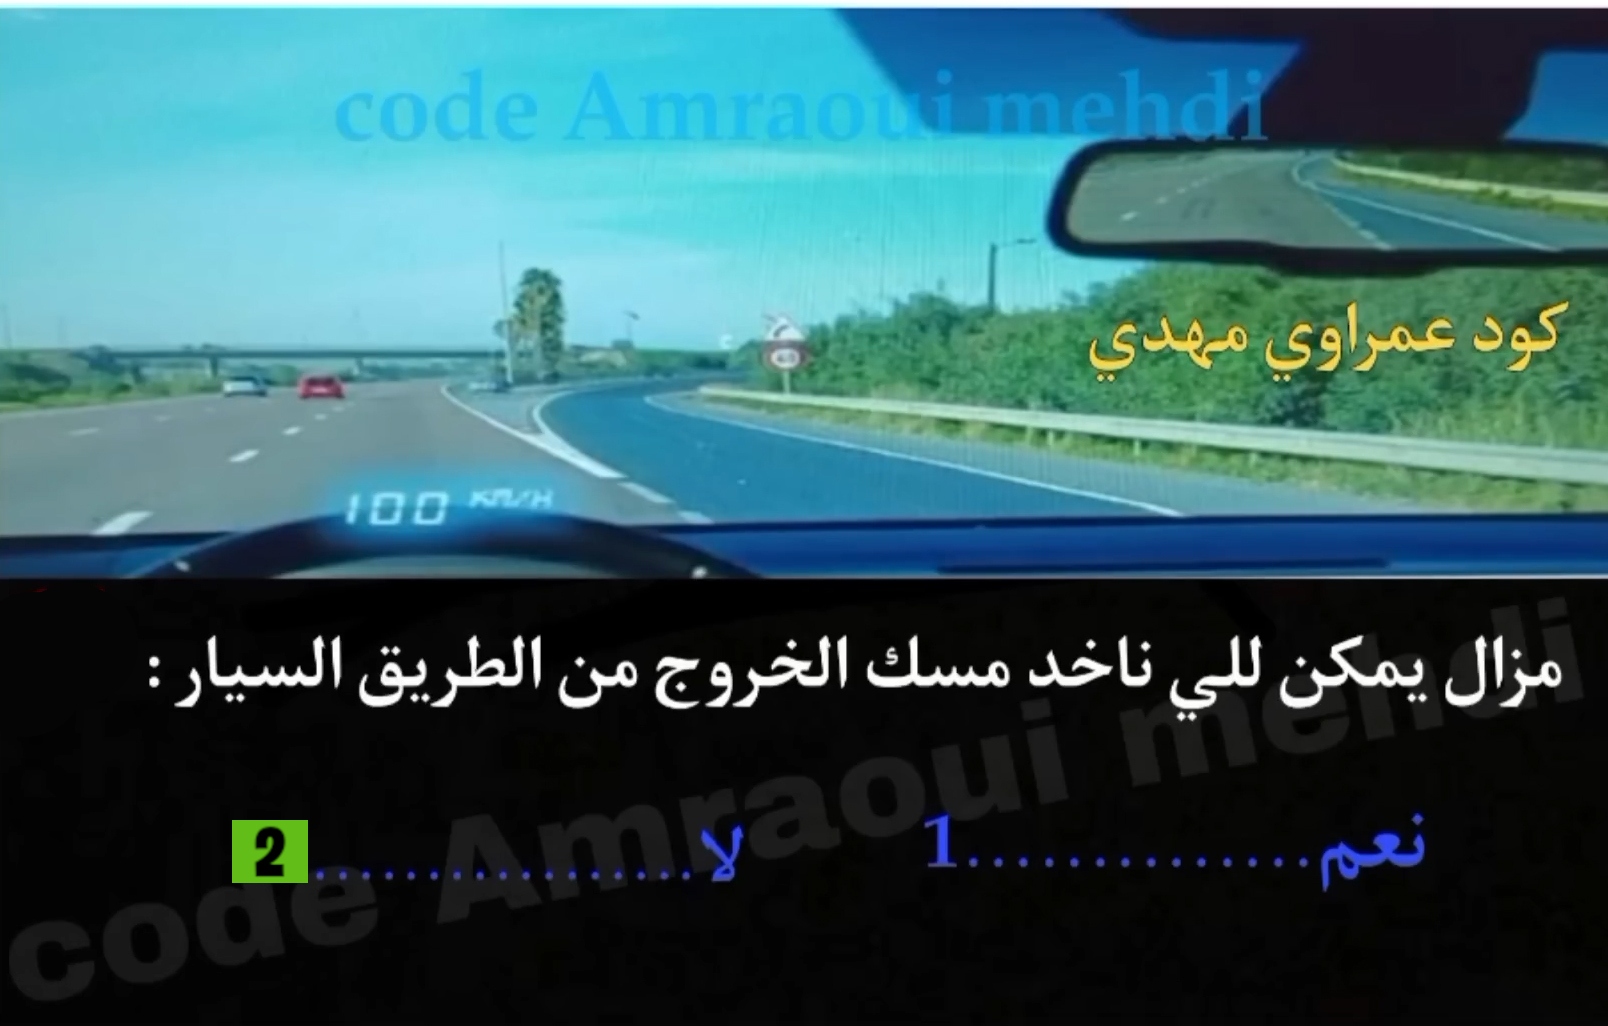 code Amraoui mehdi
كود عمراوي مهدي
100 KM/H
مزال يمكن للي ناخد مسك الخروج من الطريق السيار :
نعم..............1 لا.................2
code Amraoui mehdi